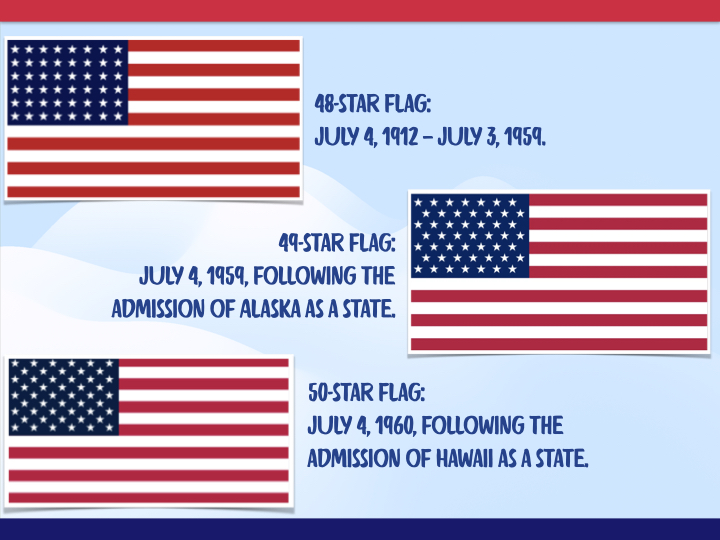 48-STAR FLAG:
JULY 4, 1912 – JULY 3, 1959.
49-STAR FLAG:
JULY 4, 1959, FOLLOWING THE
ADMISSION OF ALASKA AS A STATE.
50-STAR FLAG:
JULY 4, 1960, FOLLOWING THE
ADMISSION OF HAWAII AS A STATE.